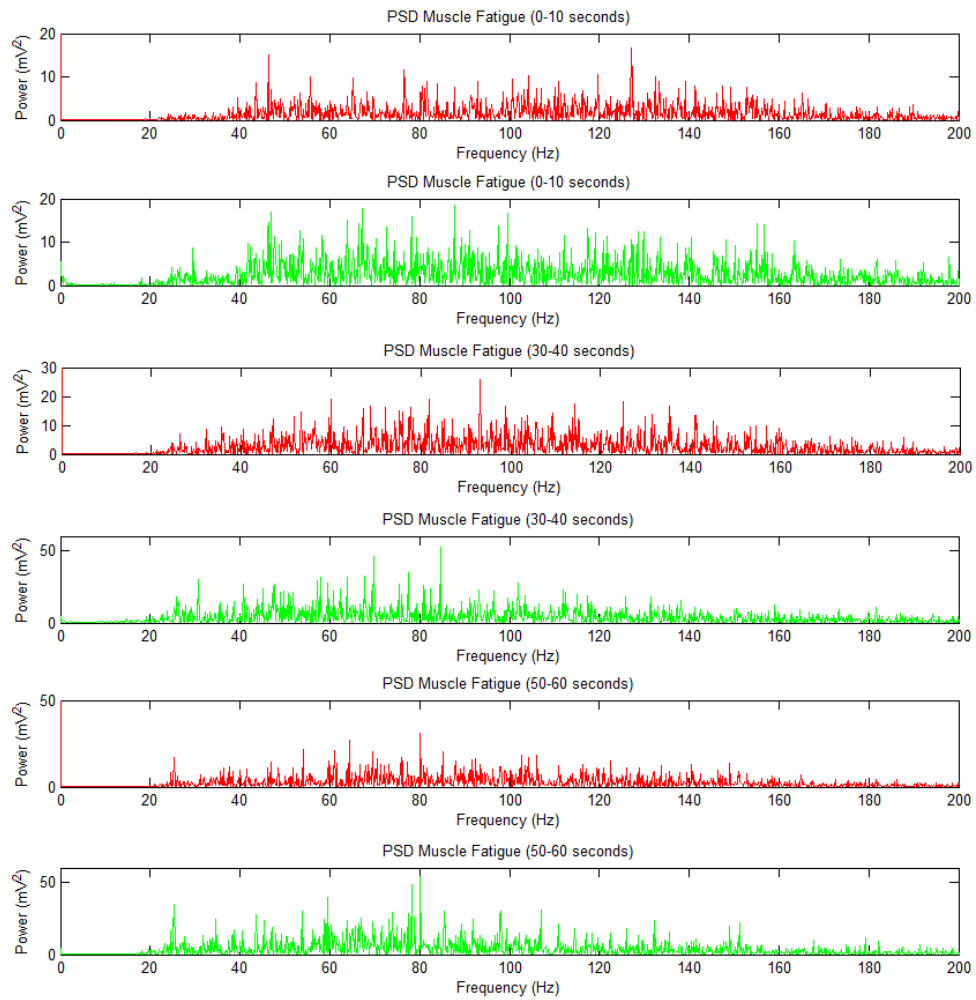 PSD Muscle Fatigue (0-10 seconds)
20
10
0
Power (mV²)
0 20 40 60 80 100 120 140 160 180 200
Frequency (Hz)
PSD Muscle Fatigue (0-10 seconds)
20
10
0
Power (mV²)
0 20 40 60 80 100 120 140 160 180 200
Frequency (Hz)
PSD Muscle Fatigue (30-40 seconds)
30
20
10
0
Power (mV²)
0 20 40 60 80 100 120 140 160 180 200
Frequency (Hz)
PSD Muscle Fatigue (30-40 seconds)
50
0
Power (mV²)
0 20 40 60 80 100 120 140 160 180 200
Frequency (Hz)
PSD Muscle Fatigue (50-60 seconds)
50
0
Power (mV²)
0 20 40 60 80 100 120 140 160 180 200
Frequency (Hz)
PSD Muscle Fatigue (50-60 seconds)
50
0
Power (mV²)
0 20 40 60 80 100 120 140 160 180 200
Frequency (Hz)